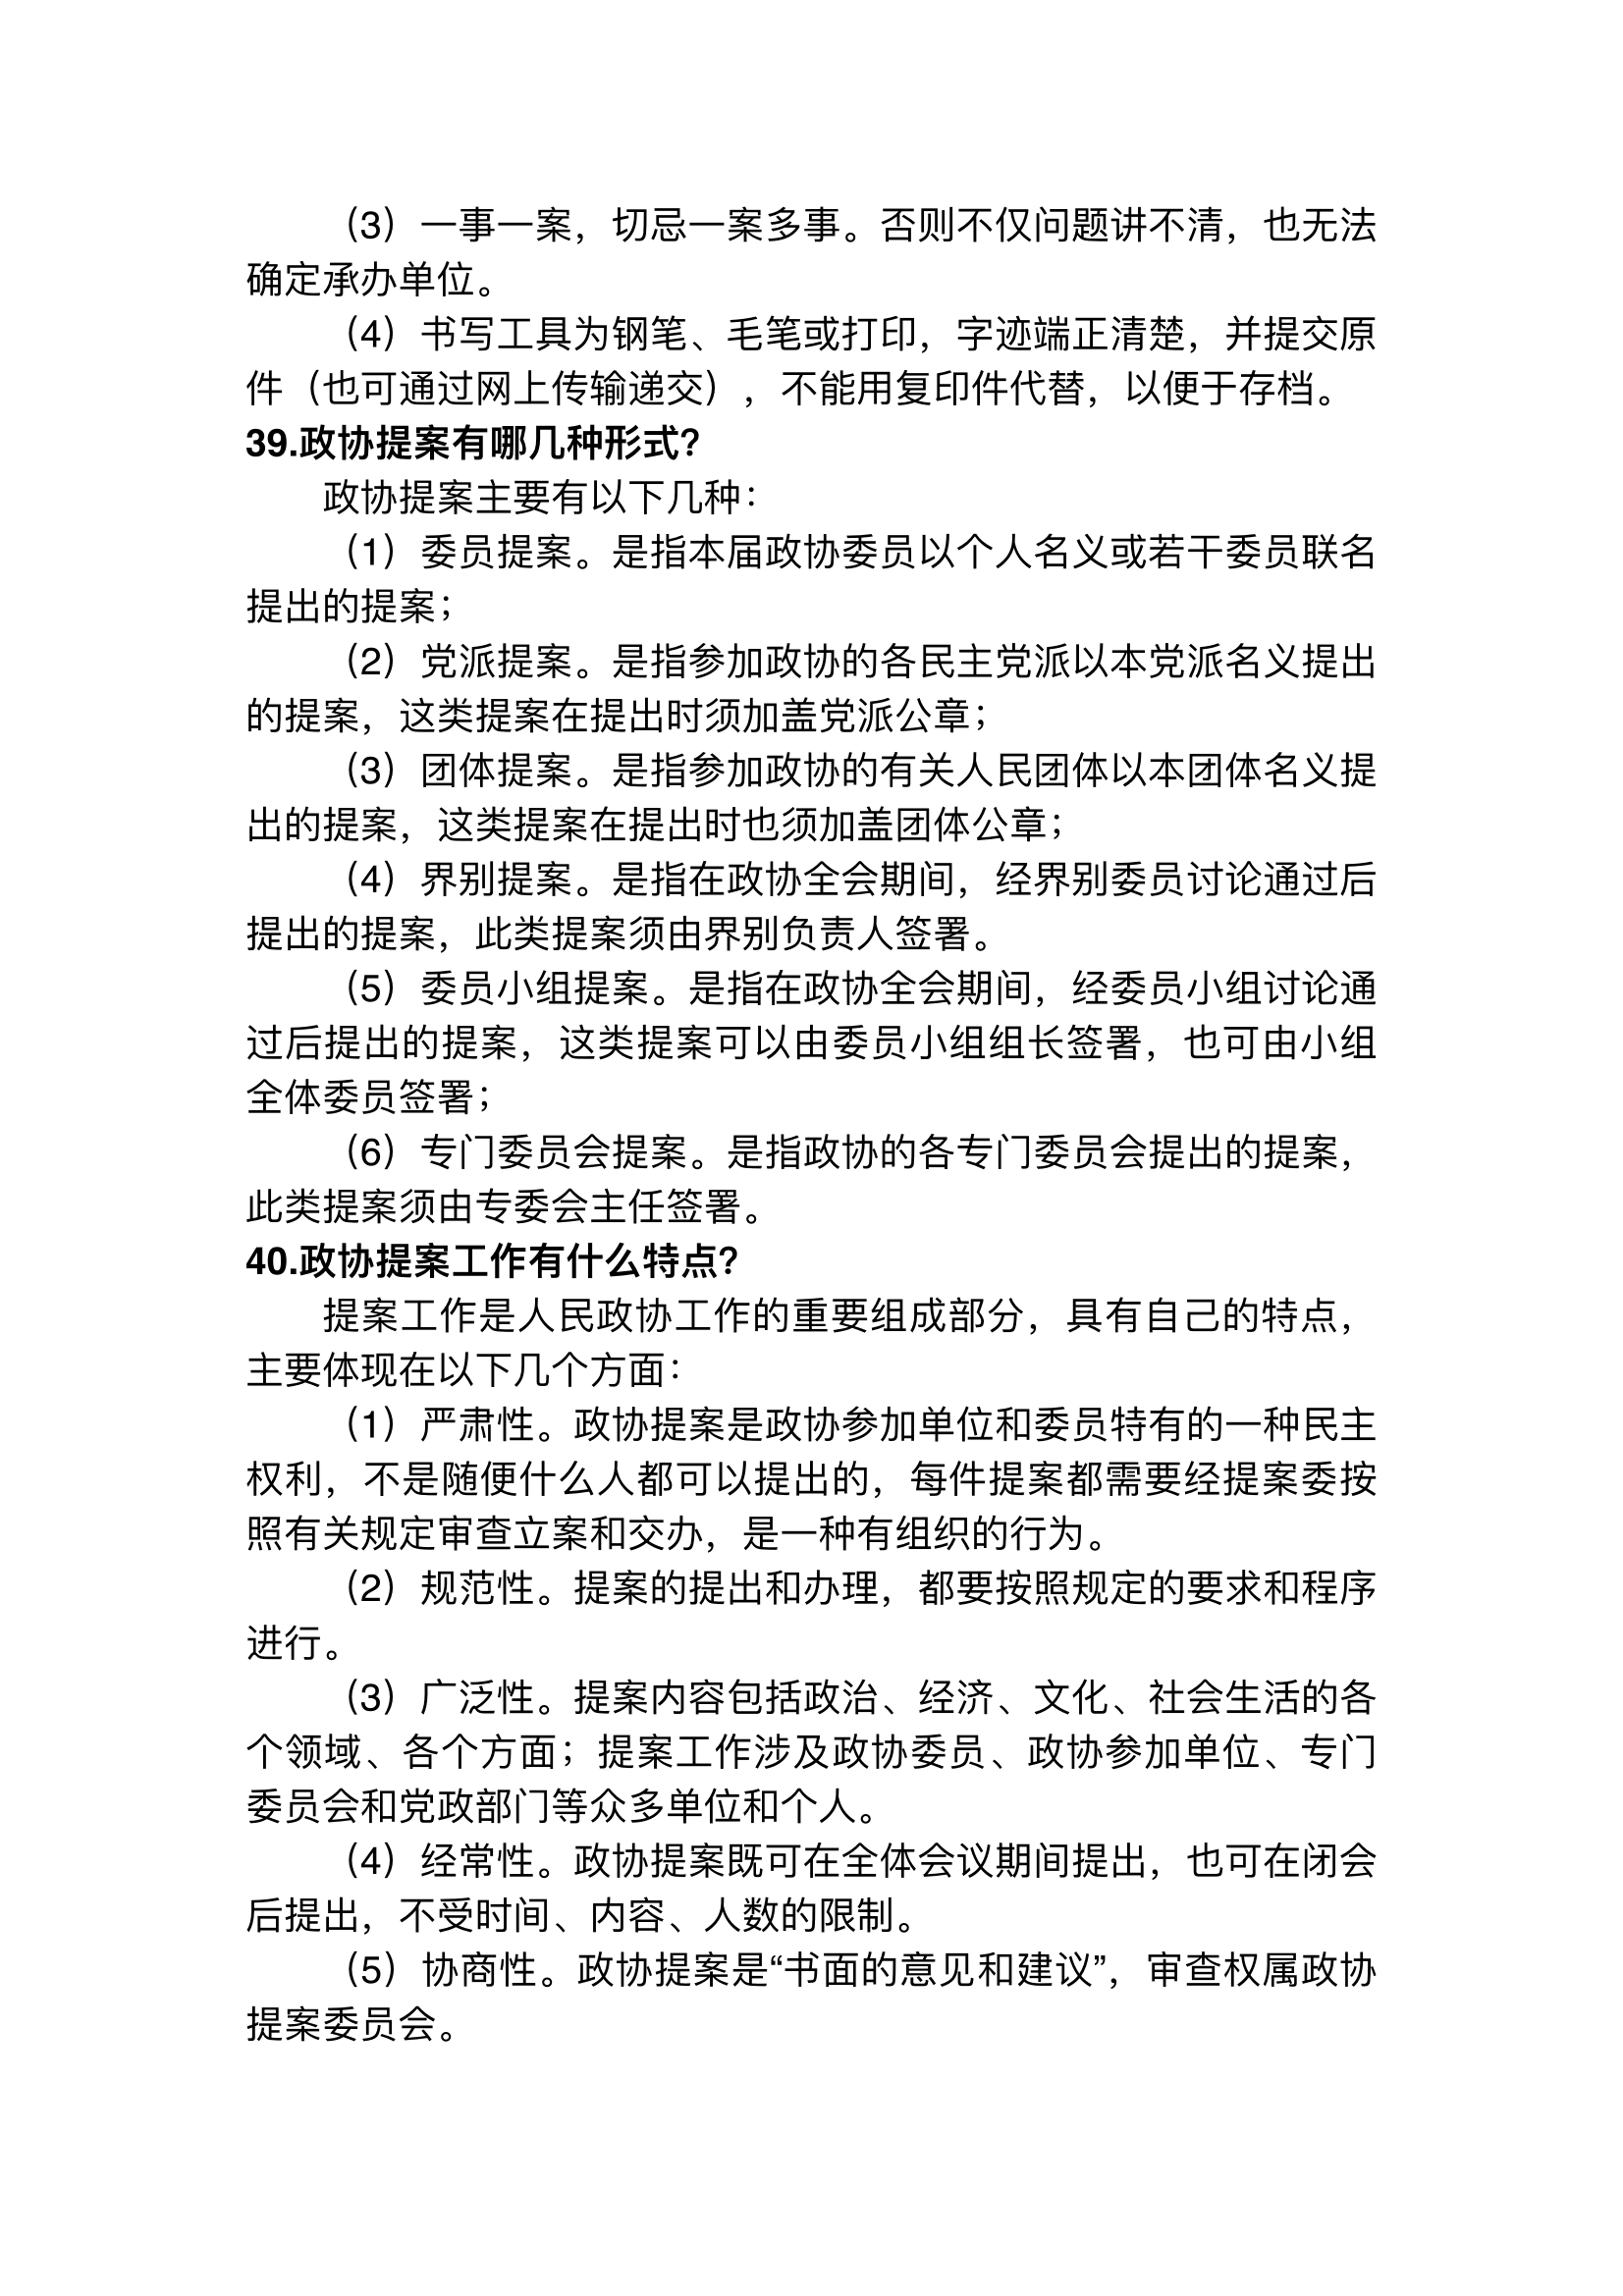 （3）一事一案，切忌一案多事。否则不仅问题讲不清，也无法
确定承办单位。
（4）书写工具为钢笔、毛笔或打印，字迹端正清楚，并提交原
件（也可通过网上传输递交），不能用复印件代替，以便于存档。
39.政协提案有哪几种形式?
政协提案主要有以下几种：
（1）委员提案。是指本届政协委员以个人名义或若干委员联名
提出的提案；
（2）党派提案。是指参加政协的各民主党派以本党派名义提出
的提案，这类提案在提出时须加盖党派公章；
（3）团体提案。是指参加政协的有关人民团体以本团体名义提
出的提案，这类提案在提出时也须加盖团体公章；
（4）界别提案。是指在政协全会期间，经界别委员讨论通过后
提出的提案，此类提案须由界别负责人签署。
（5）委员小组提案。是指在政协全会期间，经委员小组讨论通
过后提出的提案，这类提案可以由委员小组组长签署，也可由小组
全体委员签署；
（6）专门委员会提案。是指政协的各专门委员会提出的提案，
此类提案须由专委会主任签署。
40.政协提案工作有什么特点?
提案工作是人民政协工作的重要组成部分，具有自己的特点，
主要体现在以下几个方面：
（1）严肃性。政协提案是政协参加单位和委员特有的一种民主
权利，不是随便什么人都可以提出的，每件提案都需要经提案委按
照有关规定审查立案和交办，是一种有组织的行为。
（2）规范性。提案的提出和办理，都要按照规定的要求和程序
进行。
（3）广泛性。提案内容包括政治、经济、文化、社会生活的各
个领域、各个方面；提案工作涉及政协委员、政协参加单位、专门
委员会和党政部门等众多单位和个人。
（4）经常性。政协提案既可在全体会议期间提出，也可在闭会
后提出，不受时间、内容、人数的限制。
（5）协商性。政协提案是“书面的意见和建议”，审查权属政协
提案委员会。